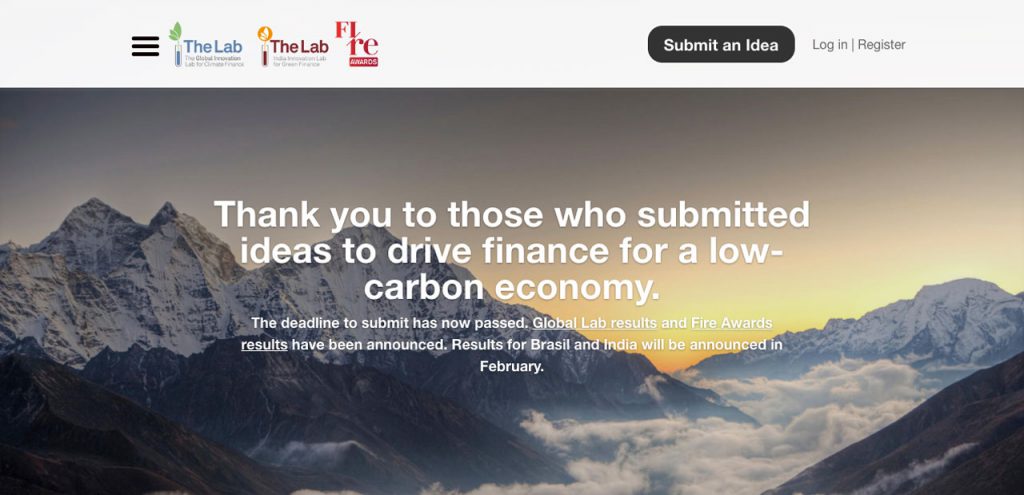 The Lab
The Global Innovation
Lab for Climate Finance
The Lab
India Innovation Lab
for Green Finance
FIre
AWARDS
Submit an Idea
Log in | Register
Thank you to those who submitted
ideas to drive finance for a low-
carbon economy.
The deadline to submit has now passed. Global Lab results and Fire Awards
results have been announced. Results for Brasil and India will be announced in
February.